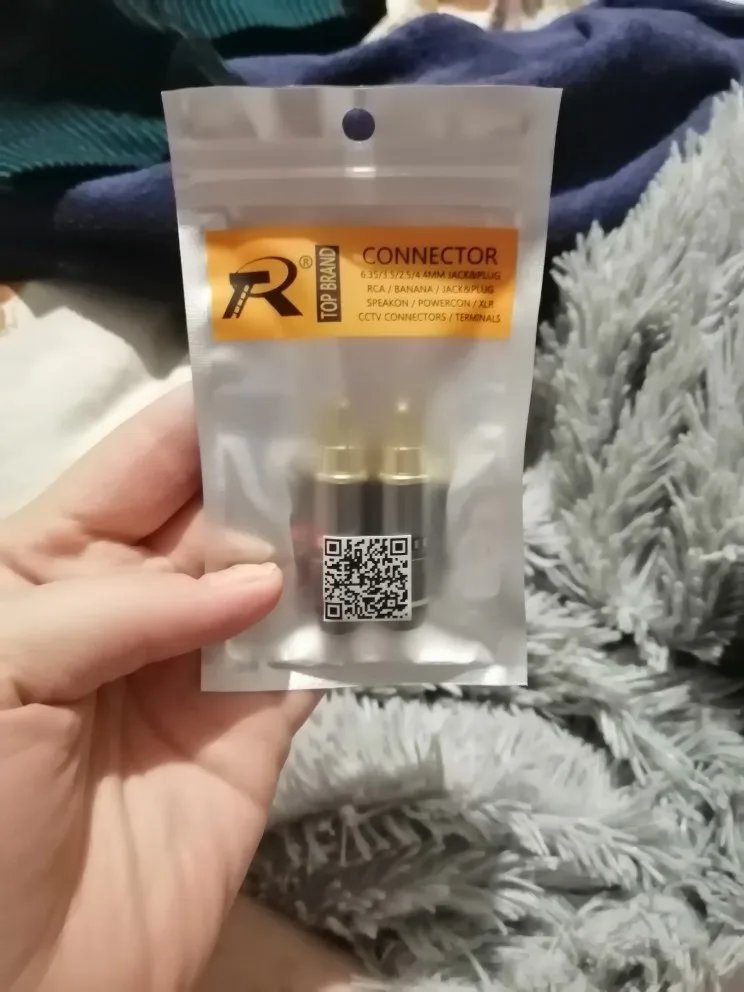 R®
TOP BRAND
CONNECTOR
6.35/3.5/2.5/4.4MM JACK&PLUG
RCA / BANANA / JACK&PLUG
SPEAKON / POWERCON / XLR
CCTV CONNECTORS / TERMINALS